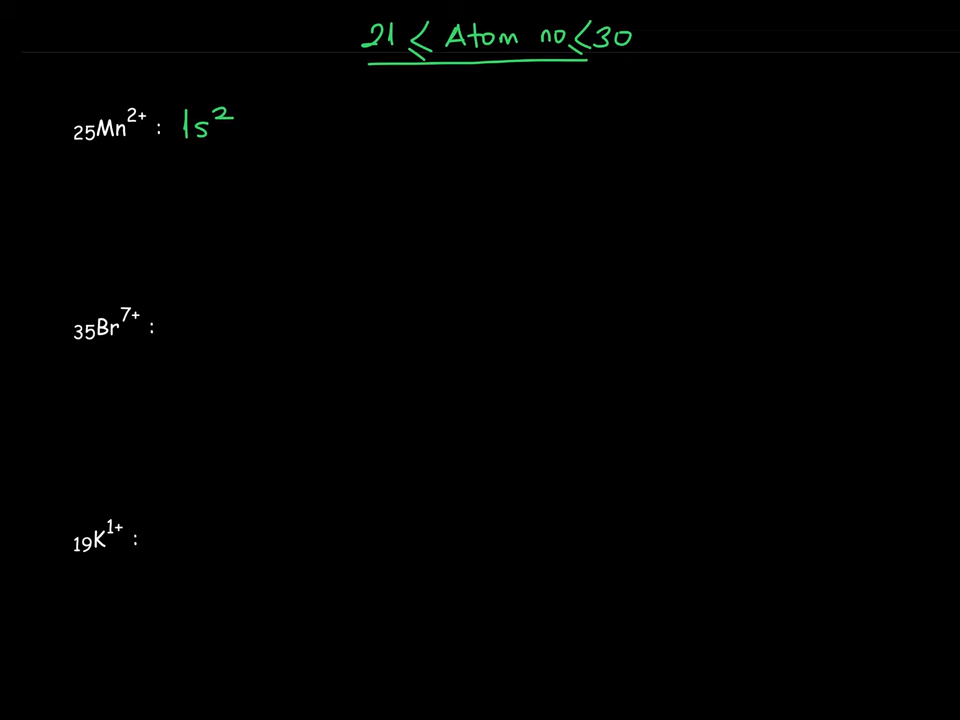 21 ≤ Atom no ≤ 30
₂₅Mn²⁺ : 1s²
₃₅Br⁷⁺ :
₁₉K¹⁺ :